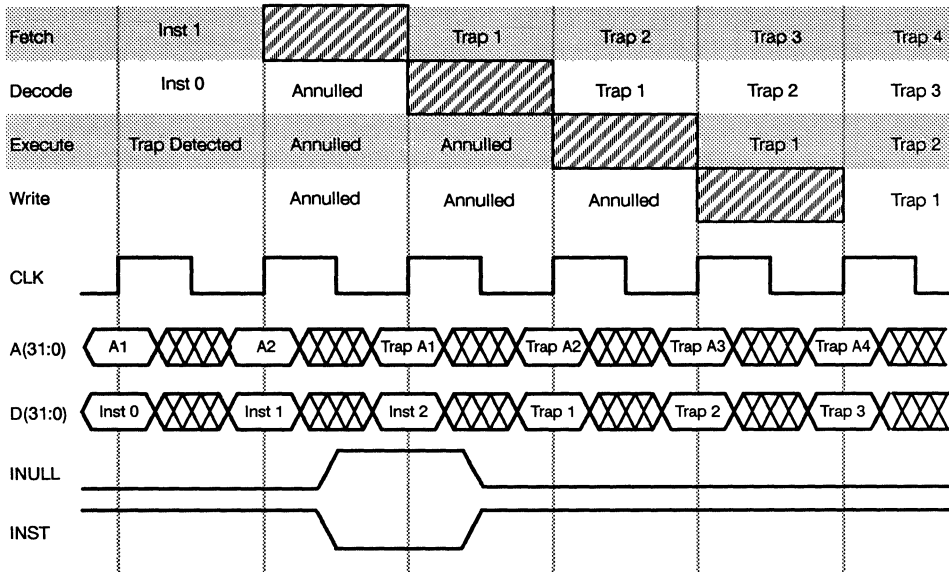 Fetch Inst 1 Trap 1 Trap 2 Trap 3 Trap 4
Decode Inst 0 Annulled Trap 1 Trap 2 Trap 3
Execute Trap Detected Annulled Annulled Trap 1 Trap 2
Write Annulled Annulled Annulled Trap 1
CLK
A(31:0) A1 A2 Trap A1 Trap A2 Trap A3 Trap A4
D(31:0) Inst 0 Inst 1 Inst 2 Trap 1 Trap 2 Trap 3
INULL
INST